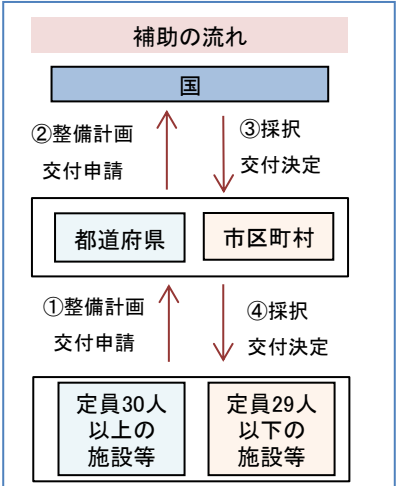 補助の流れ
国
②整備計画
交付申請
③採択
交付決定
都道府県
市区町村
①整備計画
交付申請
④採択
交付決定
定員30人
以上の
施設等
定員29人
以下の
施設等